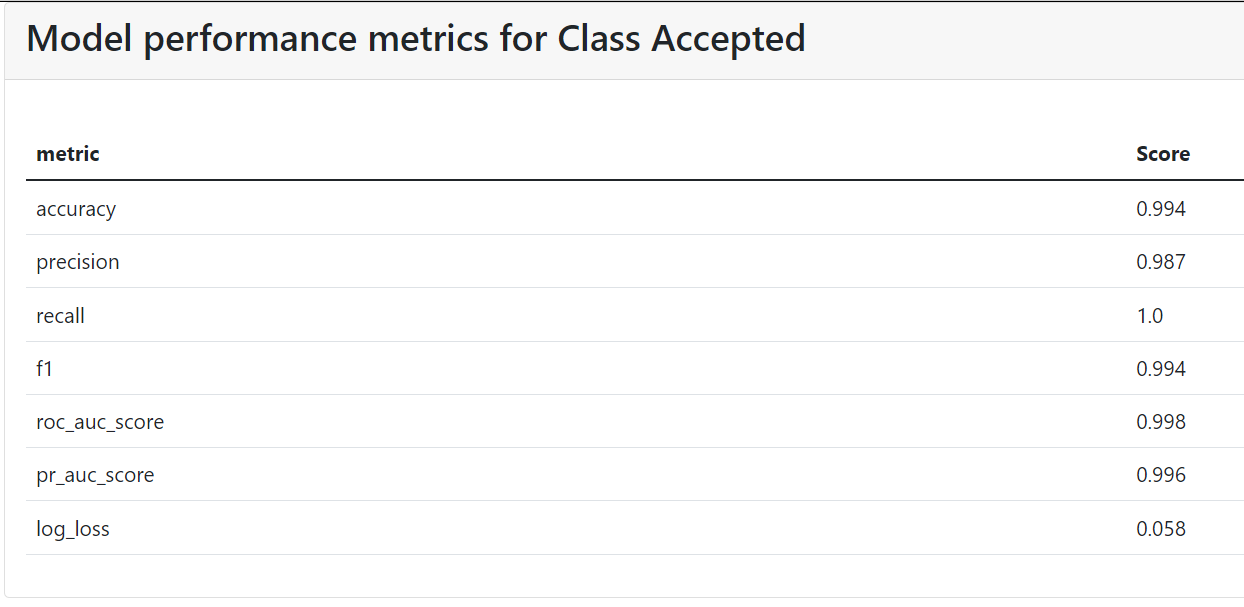 Model performance metrics for Class Accepted
metric Score
accuracy 0.994
precision 0.987
recall 1.0
f1 0.994
roc_auc_score 0.998
pr_auc_score 0.996
log_loss 0.058